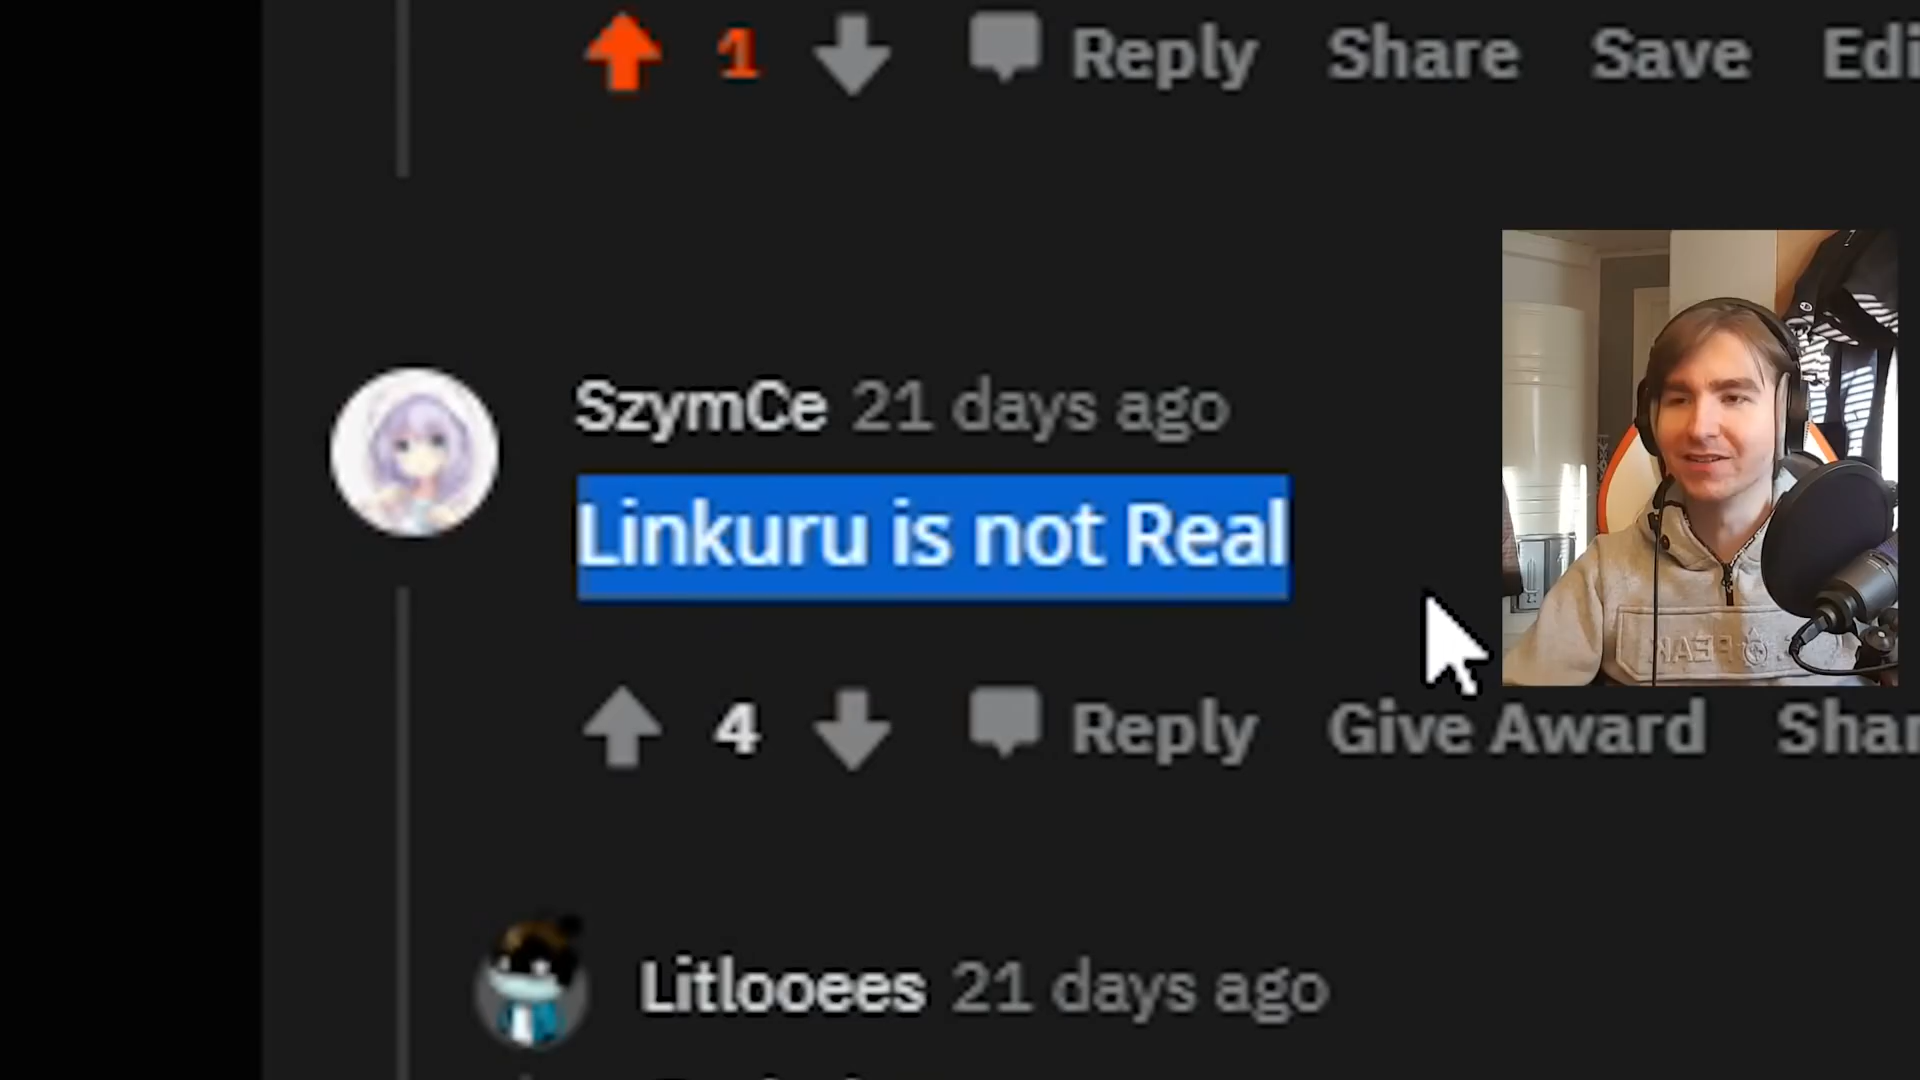 1 Reply Share Save Edi
SzymCe 21 days ago
Linkuru is not Real
4 Reply Give Award Shar
Litlooees 21 days ago